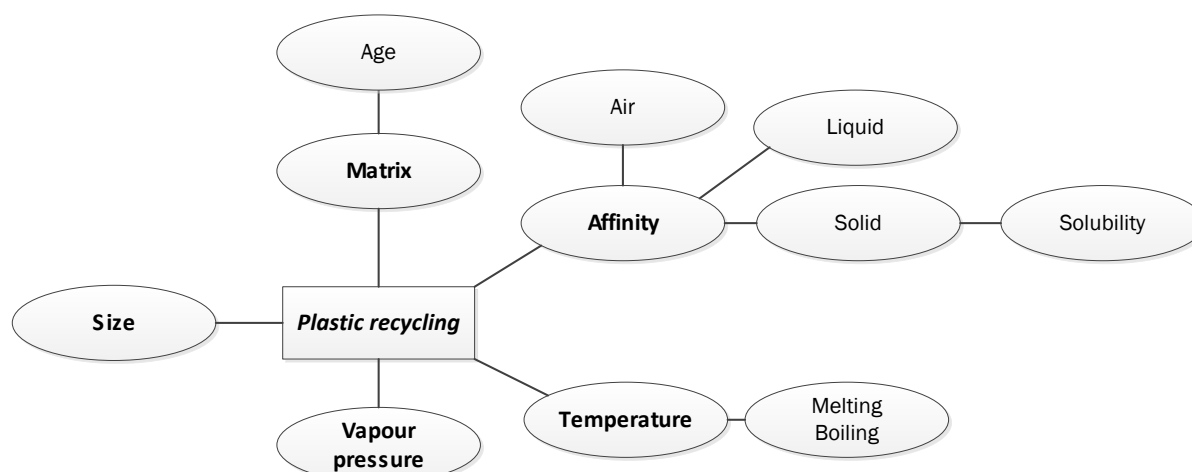 Age
Air
Liquid
Matrix
Affinity
Solid
Solubility
Size
Plastic recycling
Vapour
pressure
Temperature
Melting
Boiling